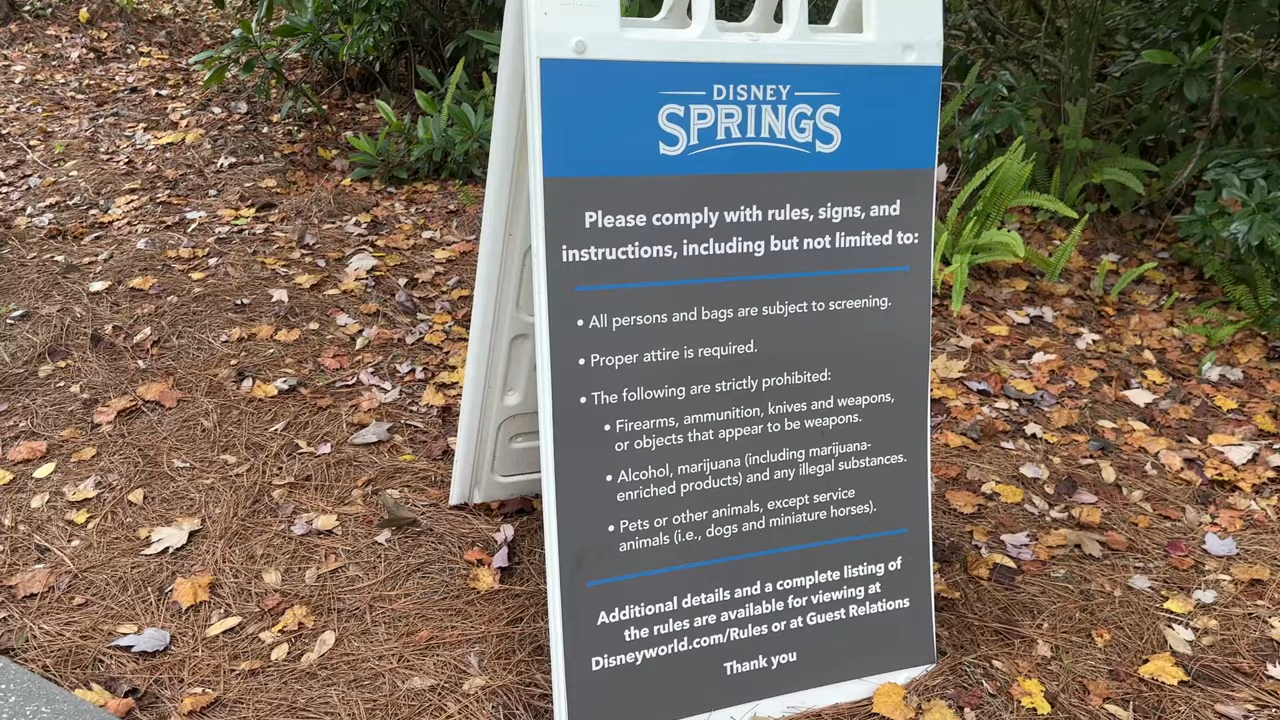 DISNEY
SPRINGS
Please comply with rules, signs, and
instructions, including but not limited to:
• All persons and bags are subject to screening.
• Proper attire is required.
• The following are strictly prohibited:
• Firearms, ammunition, knives and weapons,
or objects that appear to be weapons.
• Alcohol, marijuana (including marijuana-
enriched products) and any illegal substances.
• Pets or other animals, except service
animals (i.e., dogs and miniature horses).
Additional details and a complete listing of
the rules are available for viewing at
Disneyworld.com/Rules or at Guest Relations
Thank you